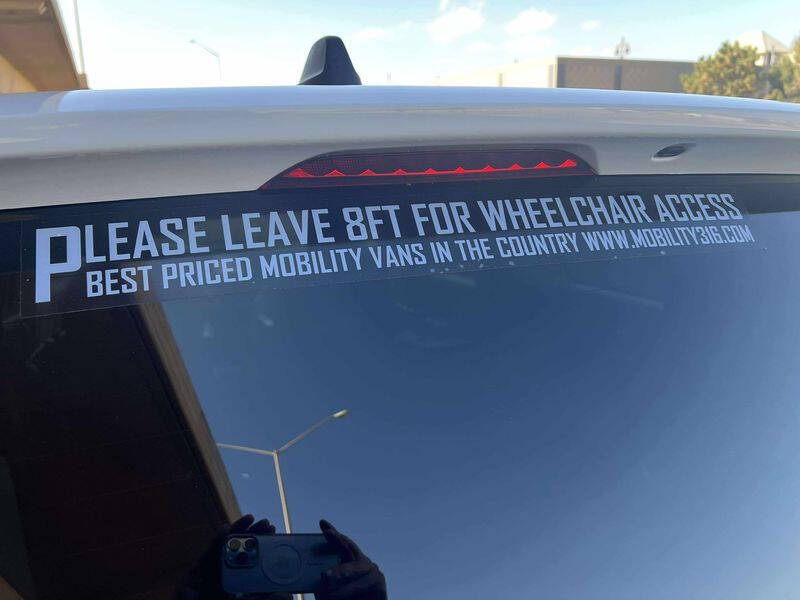 PLEASE LEAVE 8FT FOR WHEELCHAIR ACCESS
BEST PRICED MOBILITY VANS IN THE COUNTRY WWW.MOBILITY316.COM